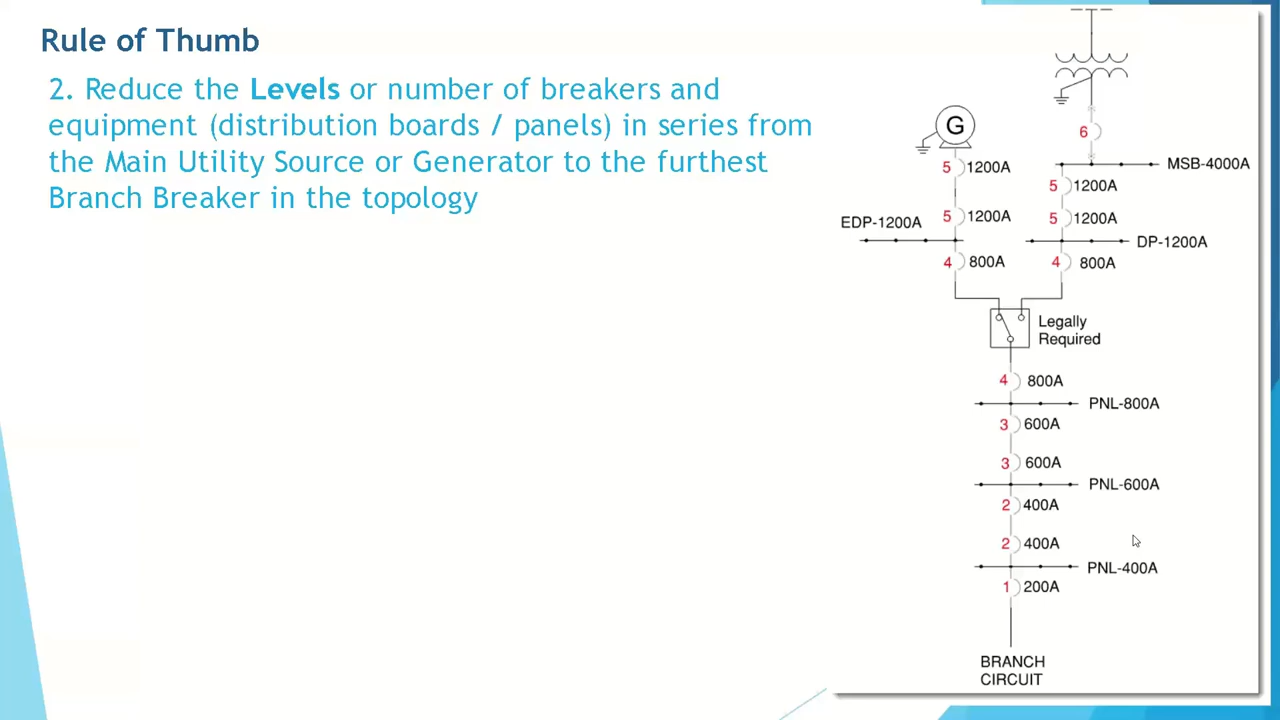 Rule of Thumb
2. Reduce the Levels or number of breakers and
equipment (distribution boards / panels) in series from
the Main Utility Source or Generator to the furthest
Branch Breaker in the topology
6
MSB-4000A
G
5 1200A
5 1200A
5 1200A
5 1200A
EDP-1200A
DP-1200A
4 800A
4 800A
Legally
Required
4 800A
PNL-800A
3 600A
3 600A
PNL-600A
2 400A
2 400A
PNL-400A
1 200A
BRANCH
CIRCUIT